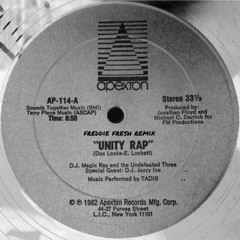 apexton
AP-114-A
Stereo 33⅓
Sounds Together Music (BMI)
Terry Place Music (ASCAP)
Time: 6:50
Produced by:
Jonathan Floyd and
Michael C. Derrick for
FM Productions
FREDDIE FRESH REMIX
"UNITY RAP"
(Doc Locke-E. Lockett)
D.J. Magic Ray and the Undefeated Three
Special Guest: D.J. Jazzy Ice
Music Performed by TADIS
© ℗ 1982 Apexton Records Mfg. Corp.
44-27 Purves Street
L.I.C., New York 11101